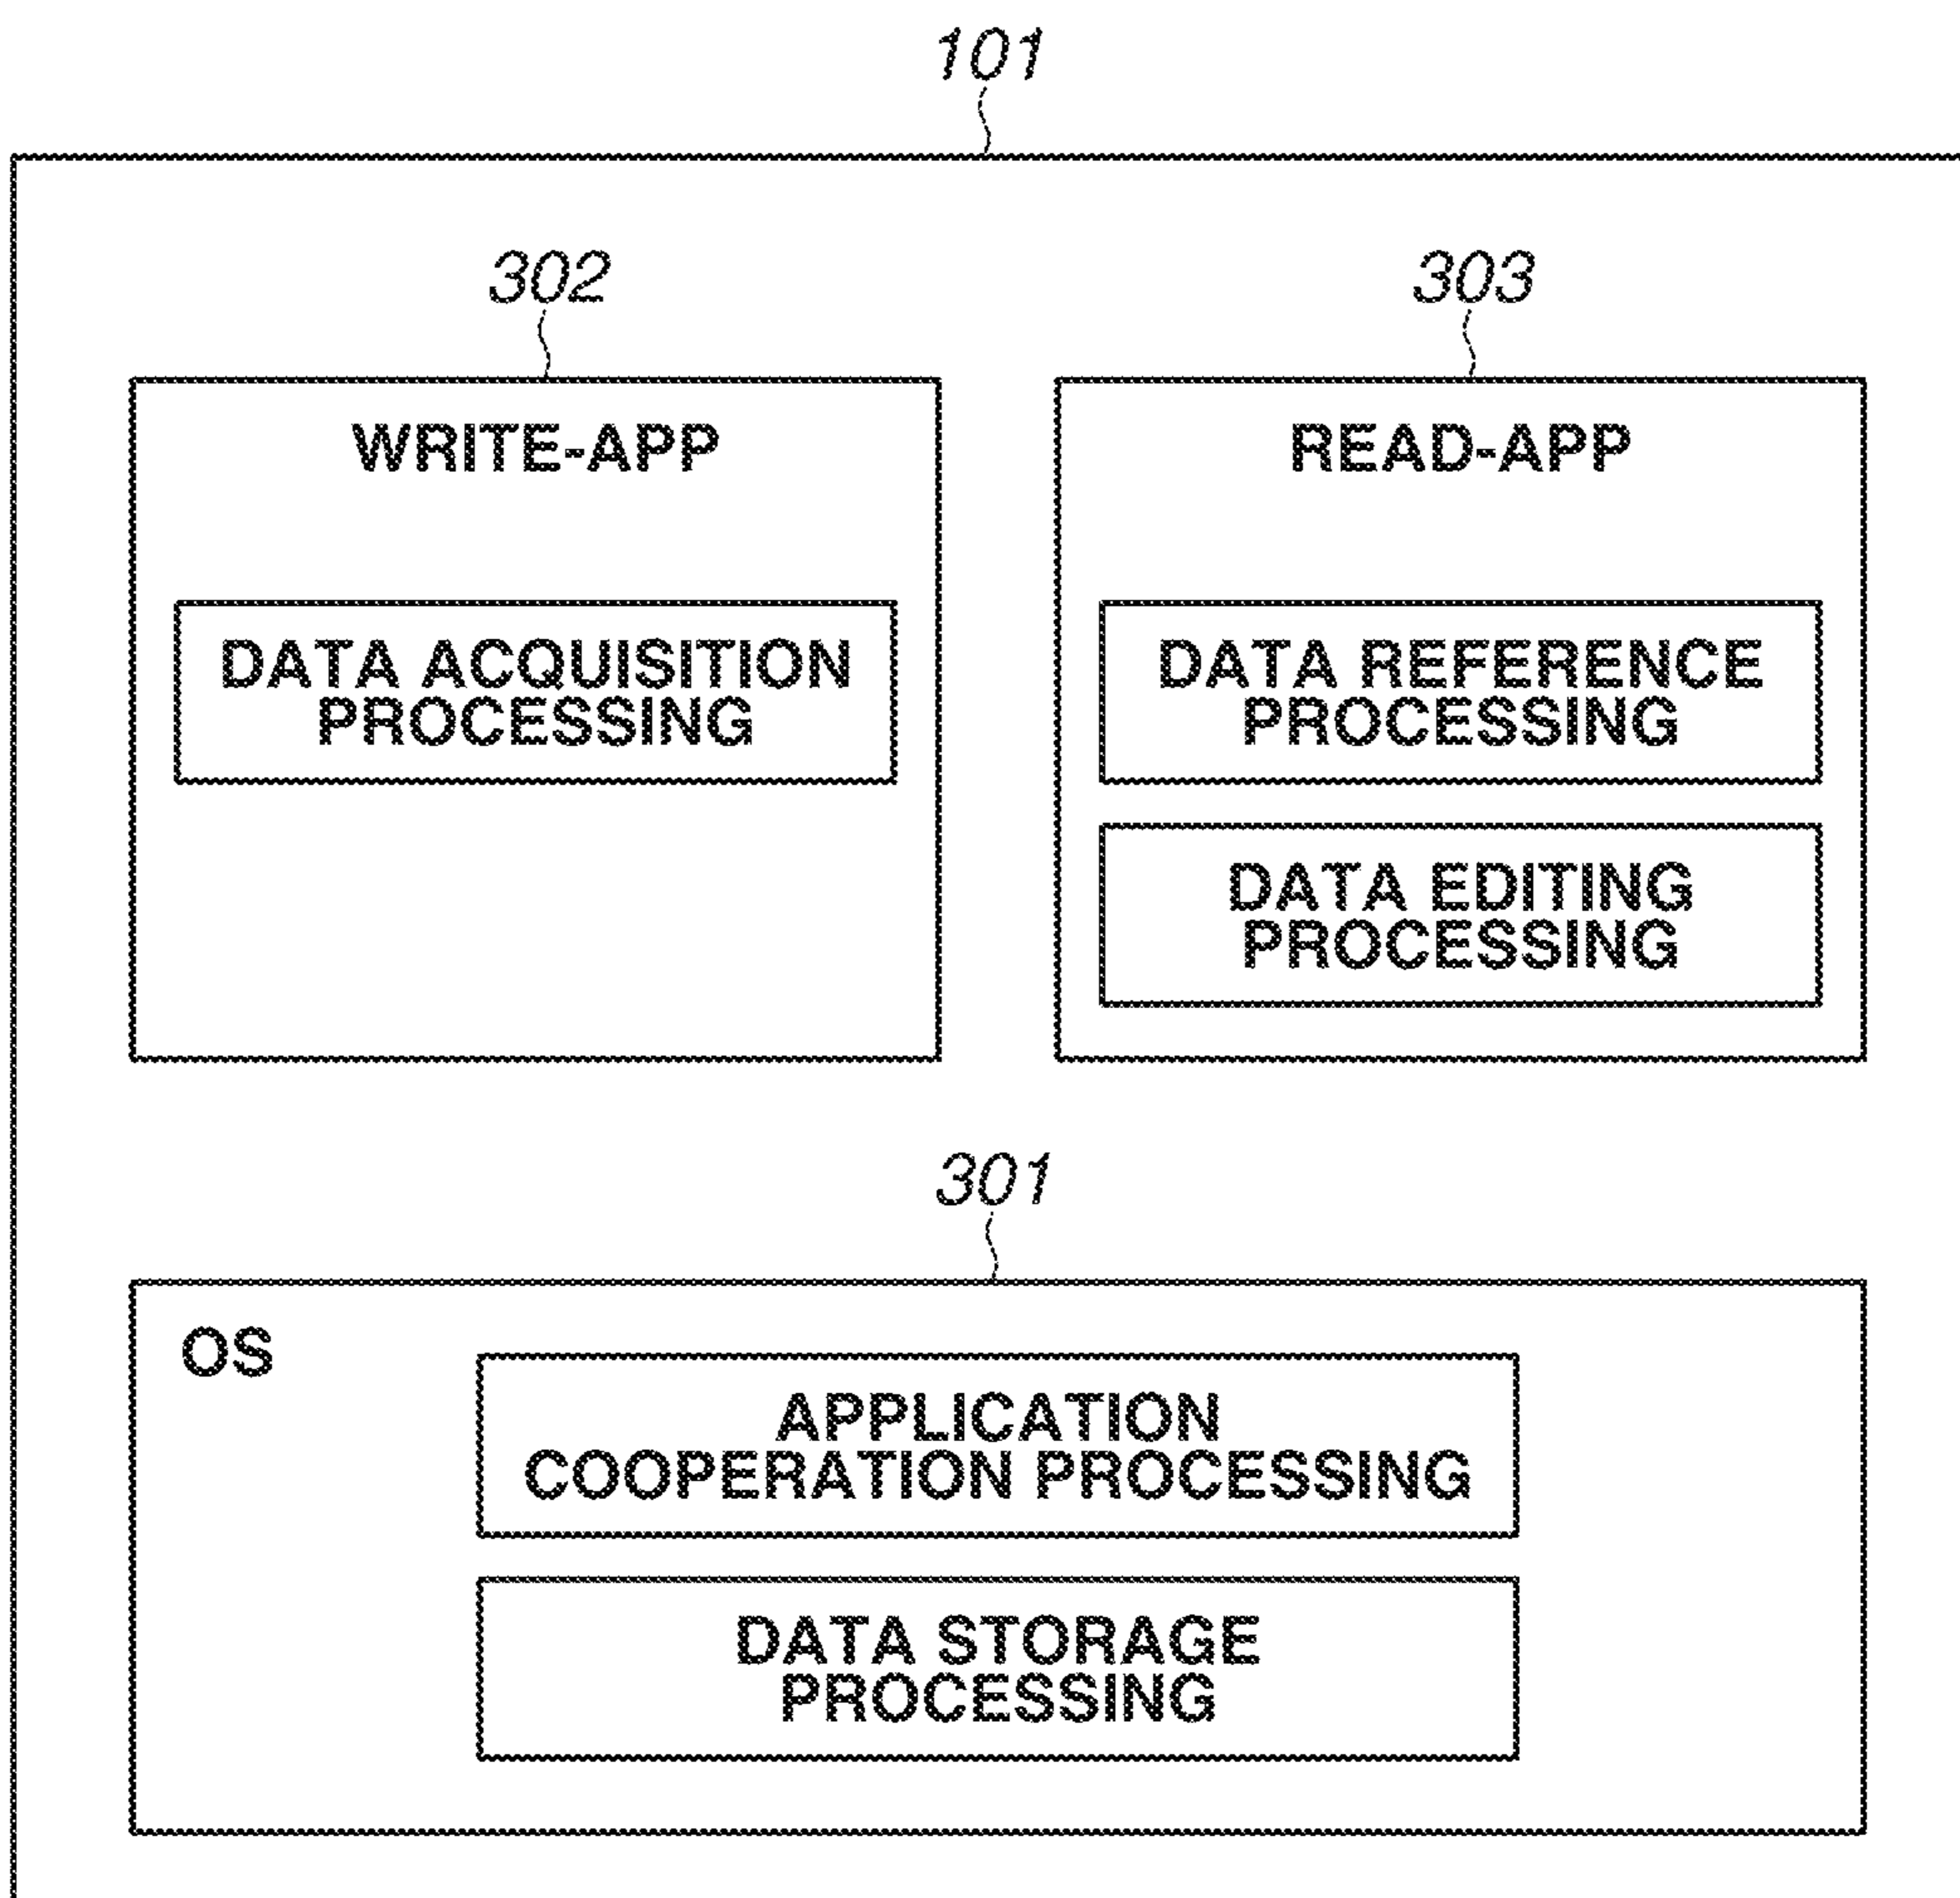 101
302
303
WRITE-APP
READ-APP
DATA ACQUISITION
PROCESSING
DATA REFERENCE
PROCESSING
DATA EDITING
PROCESSING
301
OS
APPLICATION
COOPERATION PROCESSING
DATA STORAGE
PROCESSING